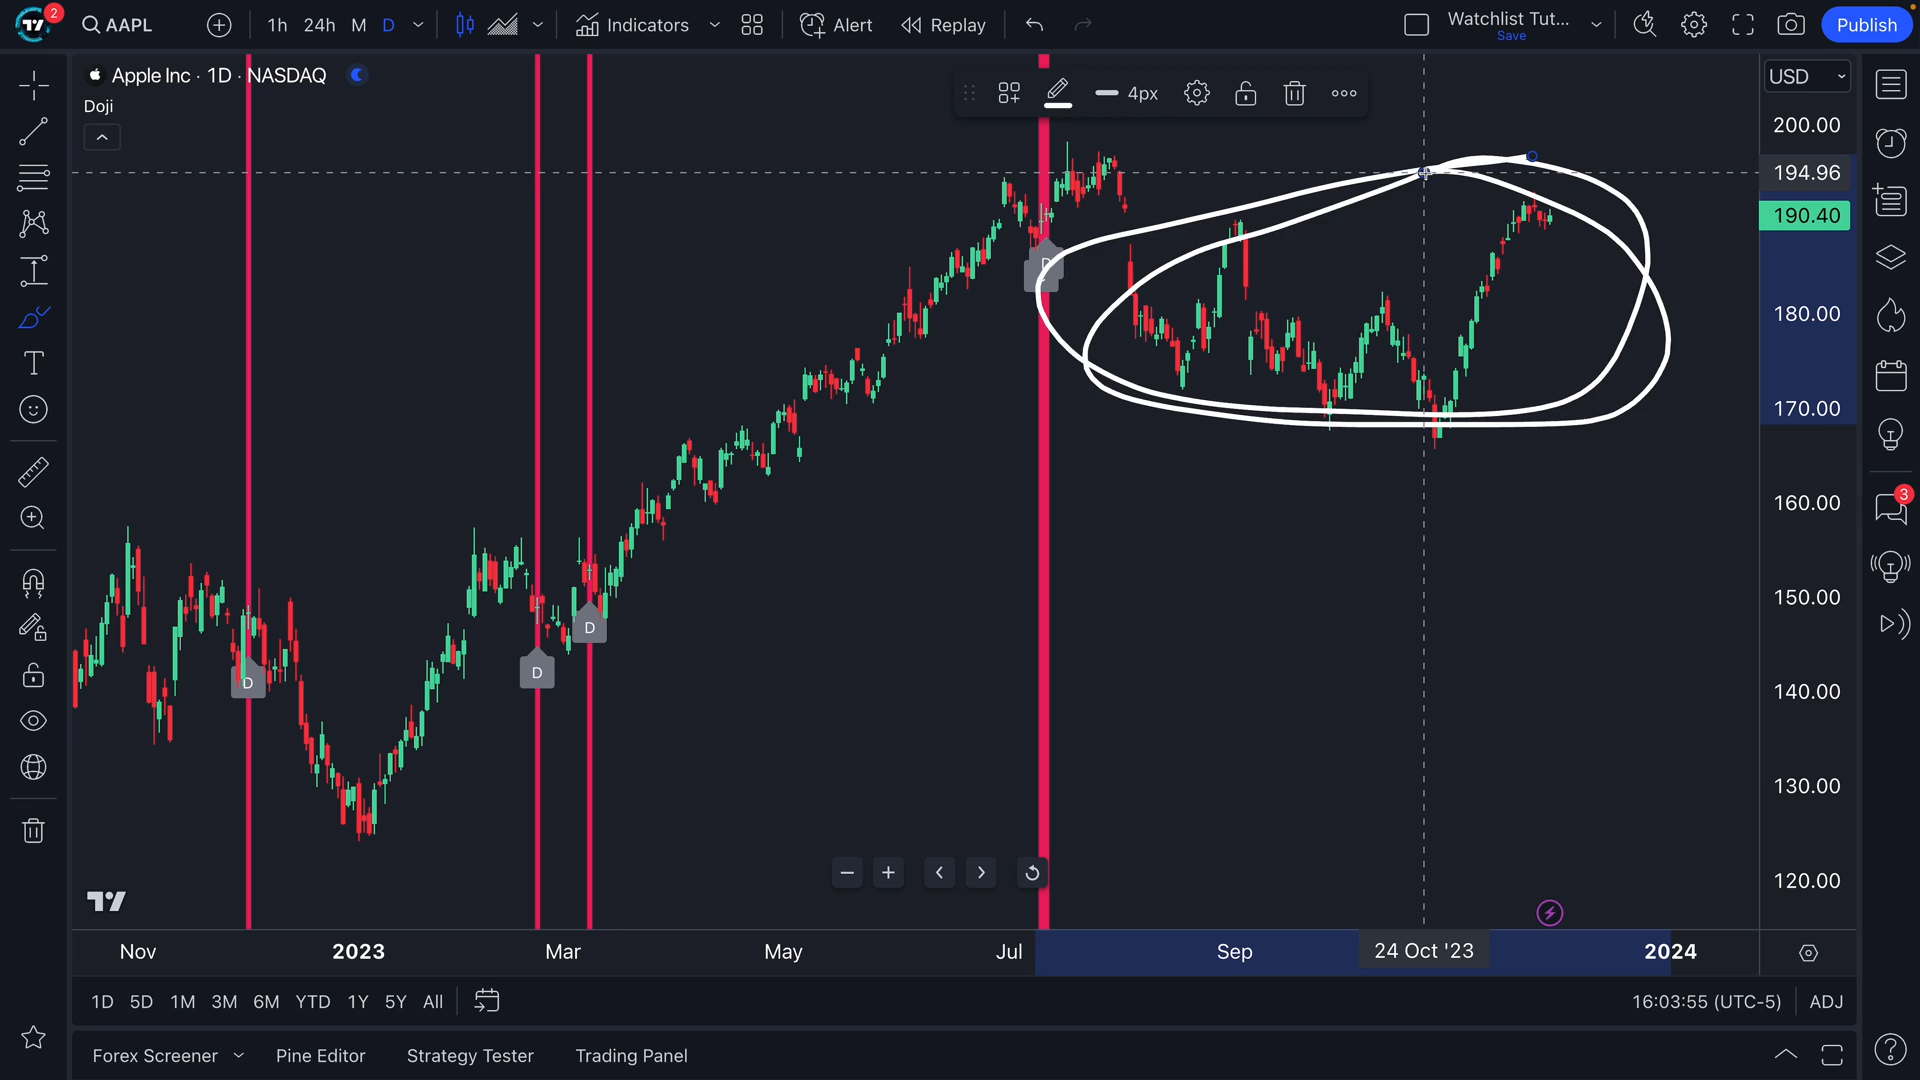 2
AAPL
1h 24h M D
Indicators
Alert
Replay
Watchlist Tut...
Save
Publish
Apple Inc · 1D · NASDAQ
Doji
4px
USD
200.00
194.96
190.40
180.00
170.00
160.00
150.00
140.00
130.00
120.00
D
D
D
D
3
Nov 2023 Mar May Jul Sep 24 Oct '23 2024
1D 5D 1M 3M 6M YTD 1Y 5Y All
16:03:55 (UTC-5) ADJ
Forex Screener Pine Editor Strategy Tester Trading Panel